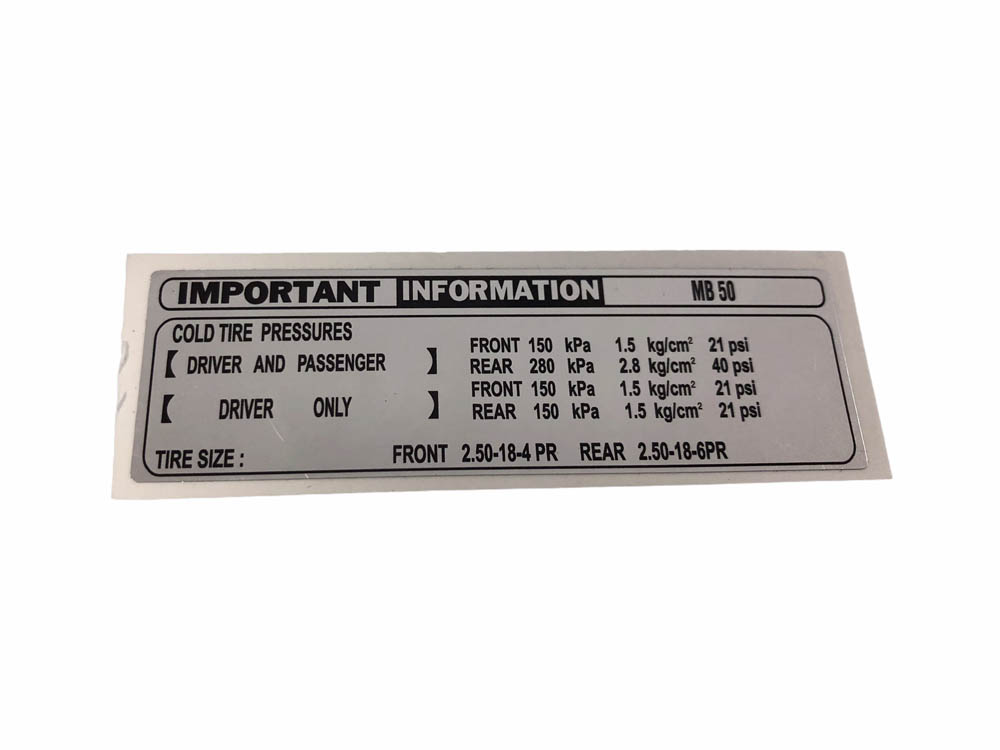 IMPORTANT INFORMATION MB 50
COLD TIRE PRESSURES
【 DRIVER AND PASSENGER 】 FRONT 150 kPa 1.5 kg/cm² 21 psi
REAR 280 kPa 2.8 kg/cm² 40 psi
【 DRIVER ONLY 】 FRONT 150 kPa 1.5 kg/cm² 21 psi
REAR 150 kPa 1.5 kg/cm² 21 psi
TIRE SIZE : FRONT 2.50-18-4 PR REAR 2.50-18-6PR